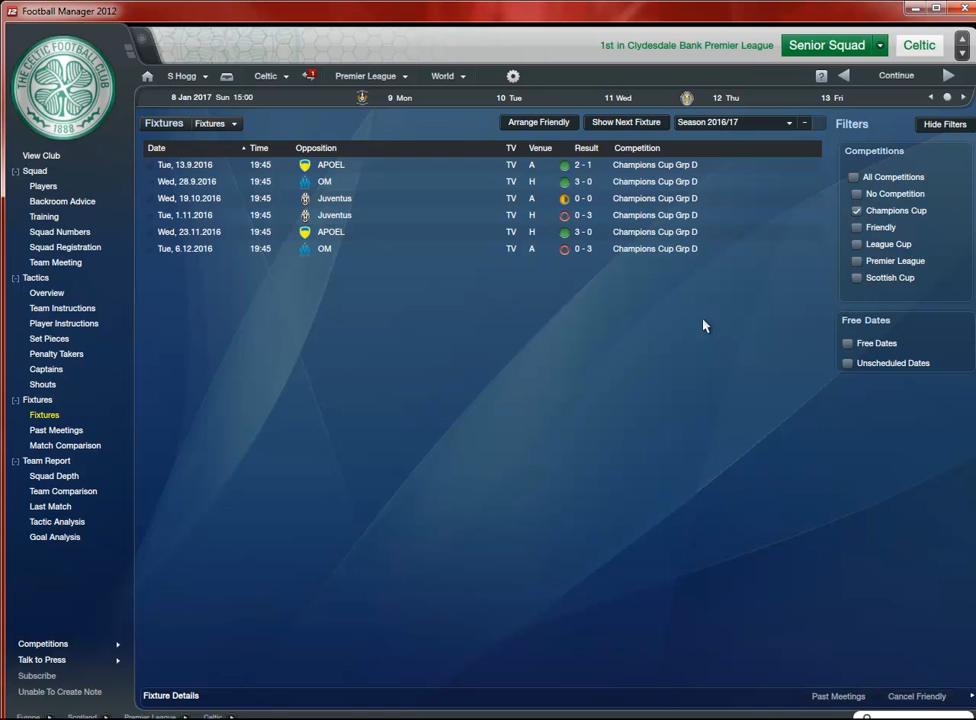 Football Manager 2012
THE CELTIC FOOTBALL CLUB
1888
1st in Clydesdale Bank Premier League
Senior Squad
Celtic
S Hogg
Celtic
1
Premier League
World
?
Continue
8 Jan 2017 Sun 15:00
9 Mon
10 Tue
11 Wed
12 Thu
13 Fri
Fixtures
Fixtures
Arrange Friendly
Show Next Fixture
Season 2016/17
Filters
Hide Filters
Date Time Opposition TV Venue Result Competition
Tue, 13.9.2016 19:45 APOEL TV A 2 - 1 Champions Cup Grp D
Wed, 28.9.2016 19:45 OM TV H 3 - 0 Champions Cup Grp D
Wed, 19.10.2016 19:45 Juventus TV A 0 - 0 Champions Cup Grp D
Tue, 1.11.2016 19:45 Juventus TV H 0 - 3 Champions Cup Grp D
Wed, 23.11.2016 19:45 APOEL TV H 3 - 0 Champions Cup Grp D
Tue, 6.12.2016 19:45 OM TV A 0 - 3 Champions Cup Grp D
Competitions
All Competitions
No Competition
Champions Cup
Friendly
League Cup
Premier League
Scottish Cup
Free Dates
Free Dates
Unscheduled Dates
View Club
Squad
Players
Backroom Advice
Training
Squad Numbers
Squad Registration
Team Meeting
Tactics
Overview
Team Instructions
Player Instructions
Set Pieces
Penalty Takers
Captains
Shouts
Fixtures
Fixtures
Past Meetings
Match Comparison
Team Report
Squad Depth
Team Comparison
Last Match
Tactic Analysis
Goal Analysis
Competitions
Talk to Press
Subscribe
Unable To Create Note
Fixture Details
Past Meetings
Cancel Friendly
Europe Scotland Premier League Celtic